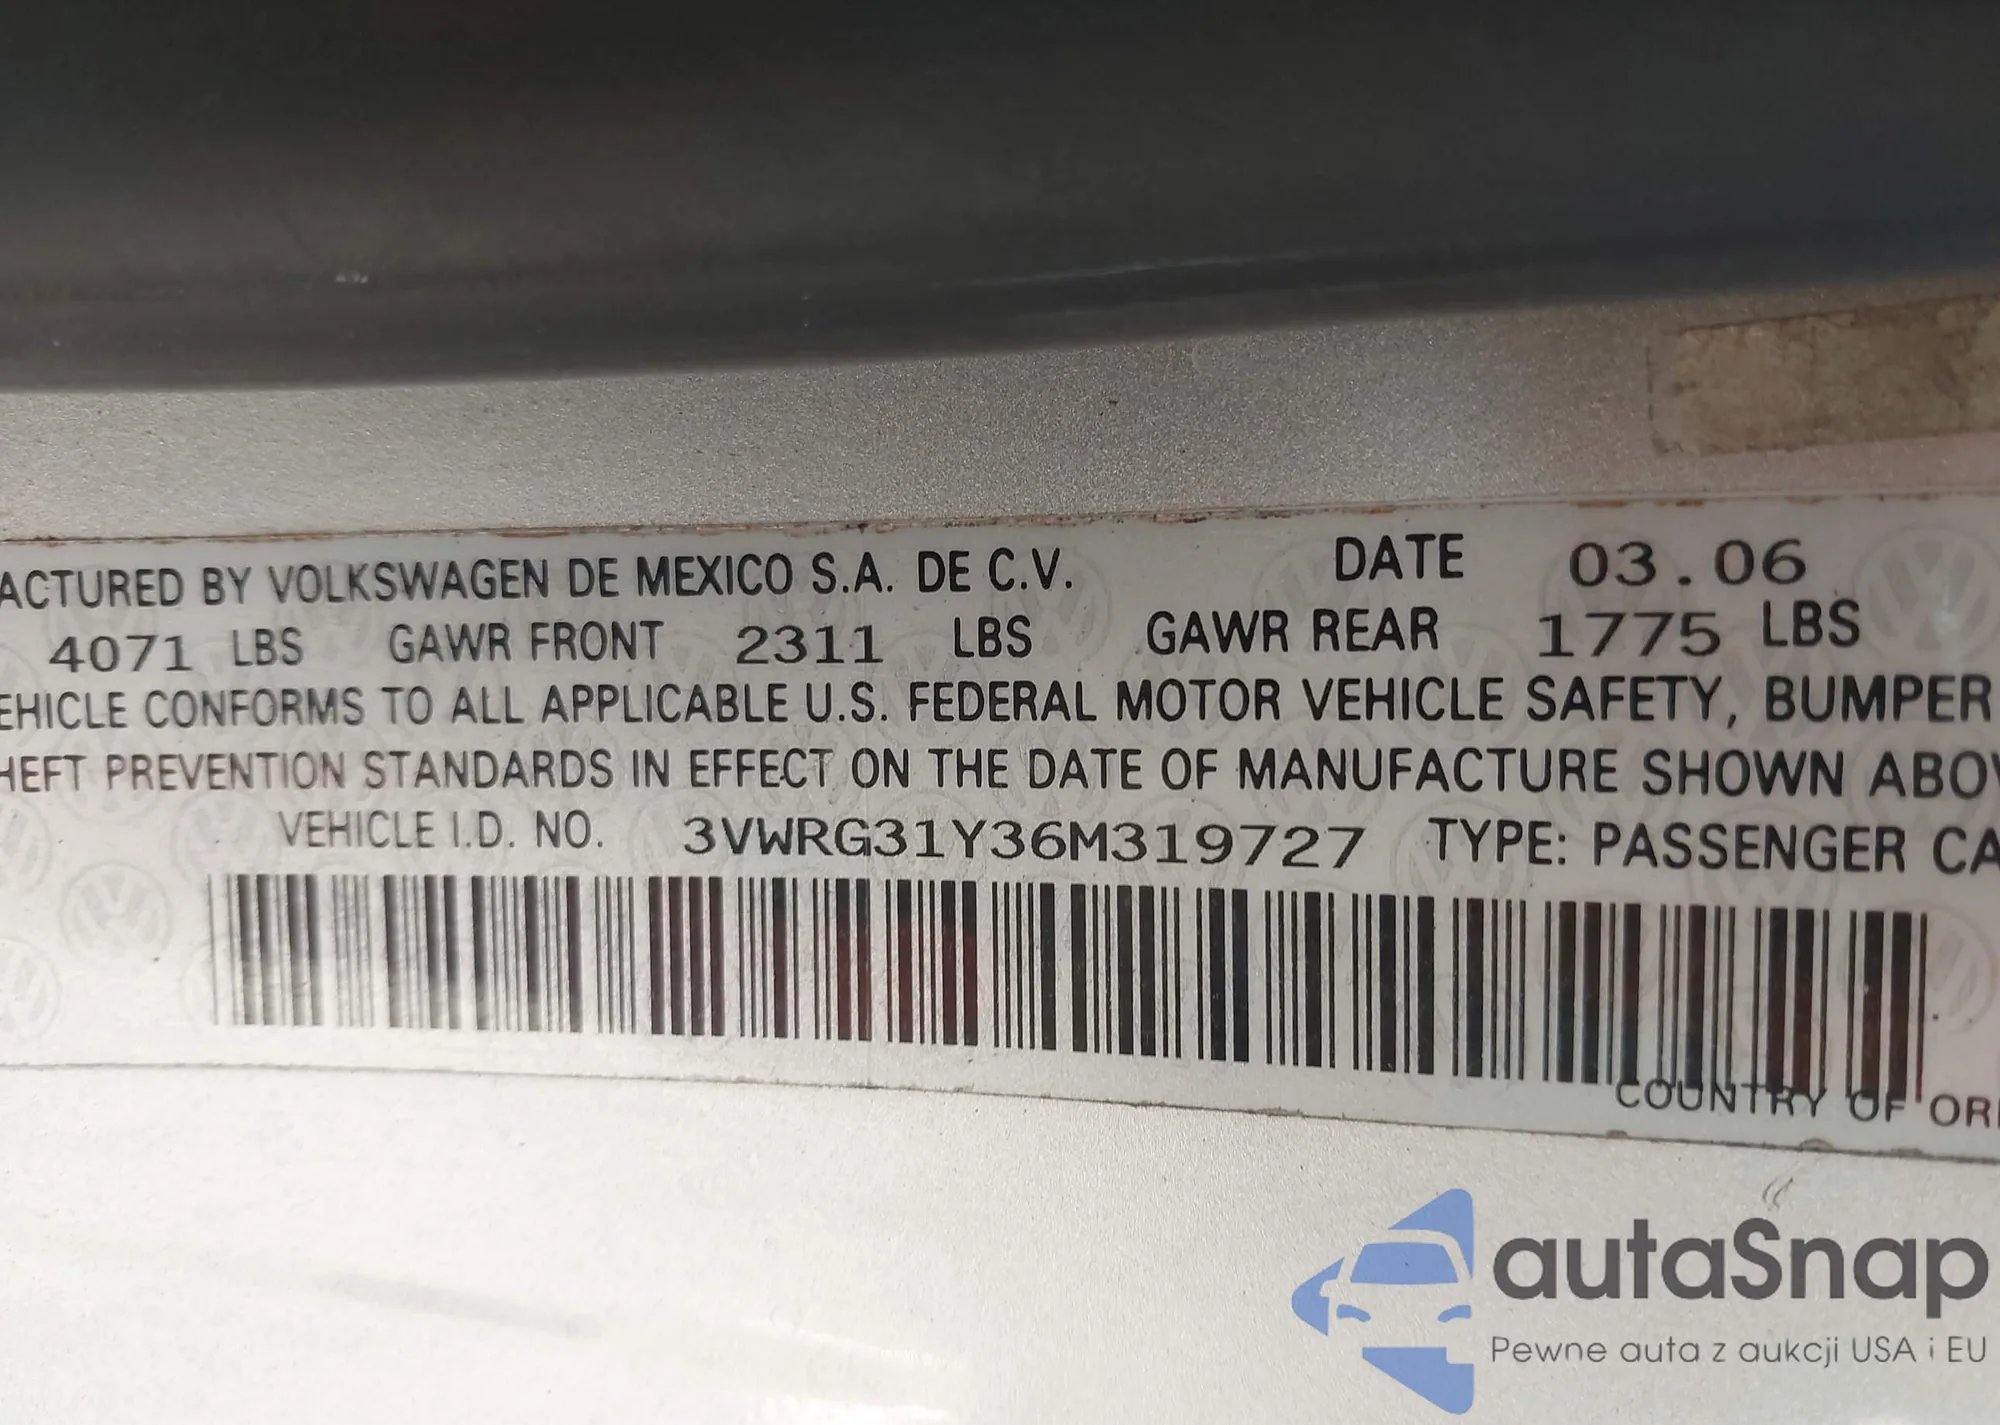 ACTURED BY VOLKSWAGEN DE MEXICO S.A. DE C.V. DATE 03.06
4071 LBS GAWR FRONT 2311 LBS GAWR REAR 1775 LBS
EHICLE CONFORMS TO ALL APPLICABLE U.S. FEDERAL MOTOR VEHICLE SAFETY, BUMPER
HEFT PREVENTION STANDARDS IN EFFECT ON THE DATE OF MANUFACTURE SHOWN ABOV
VEHICLE I.D. NO. 3VWRG31Y36M319727 TYPE: PASSENGER CA
COUNTRY OF ORI
autaSnap
Pewne auta z aukcji USA i EU